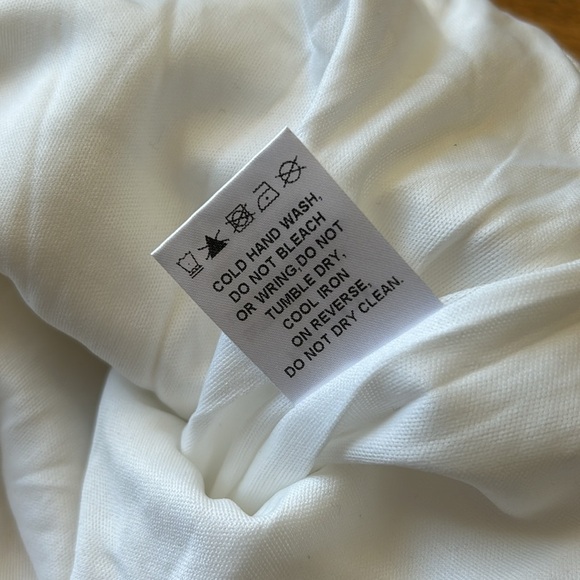 COLD HAND WASH,
DO NOT BLEACH
OR WRING,DO NOT
TUMBLE DRY,
COOL IRON
ON REVERSE,
DO NOT DRY CLEAN.